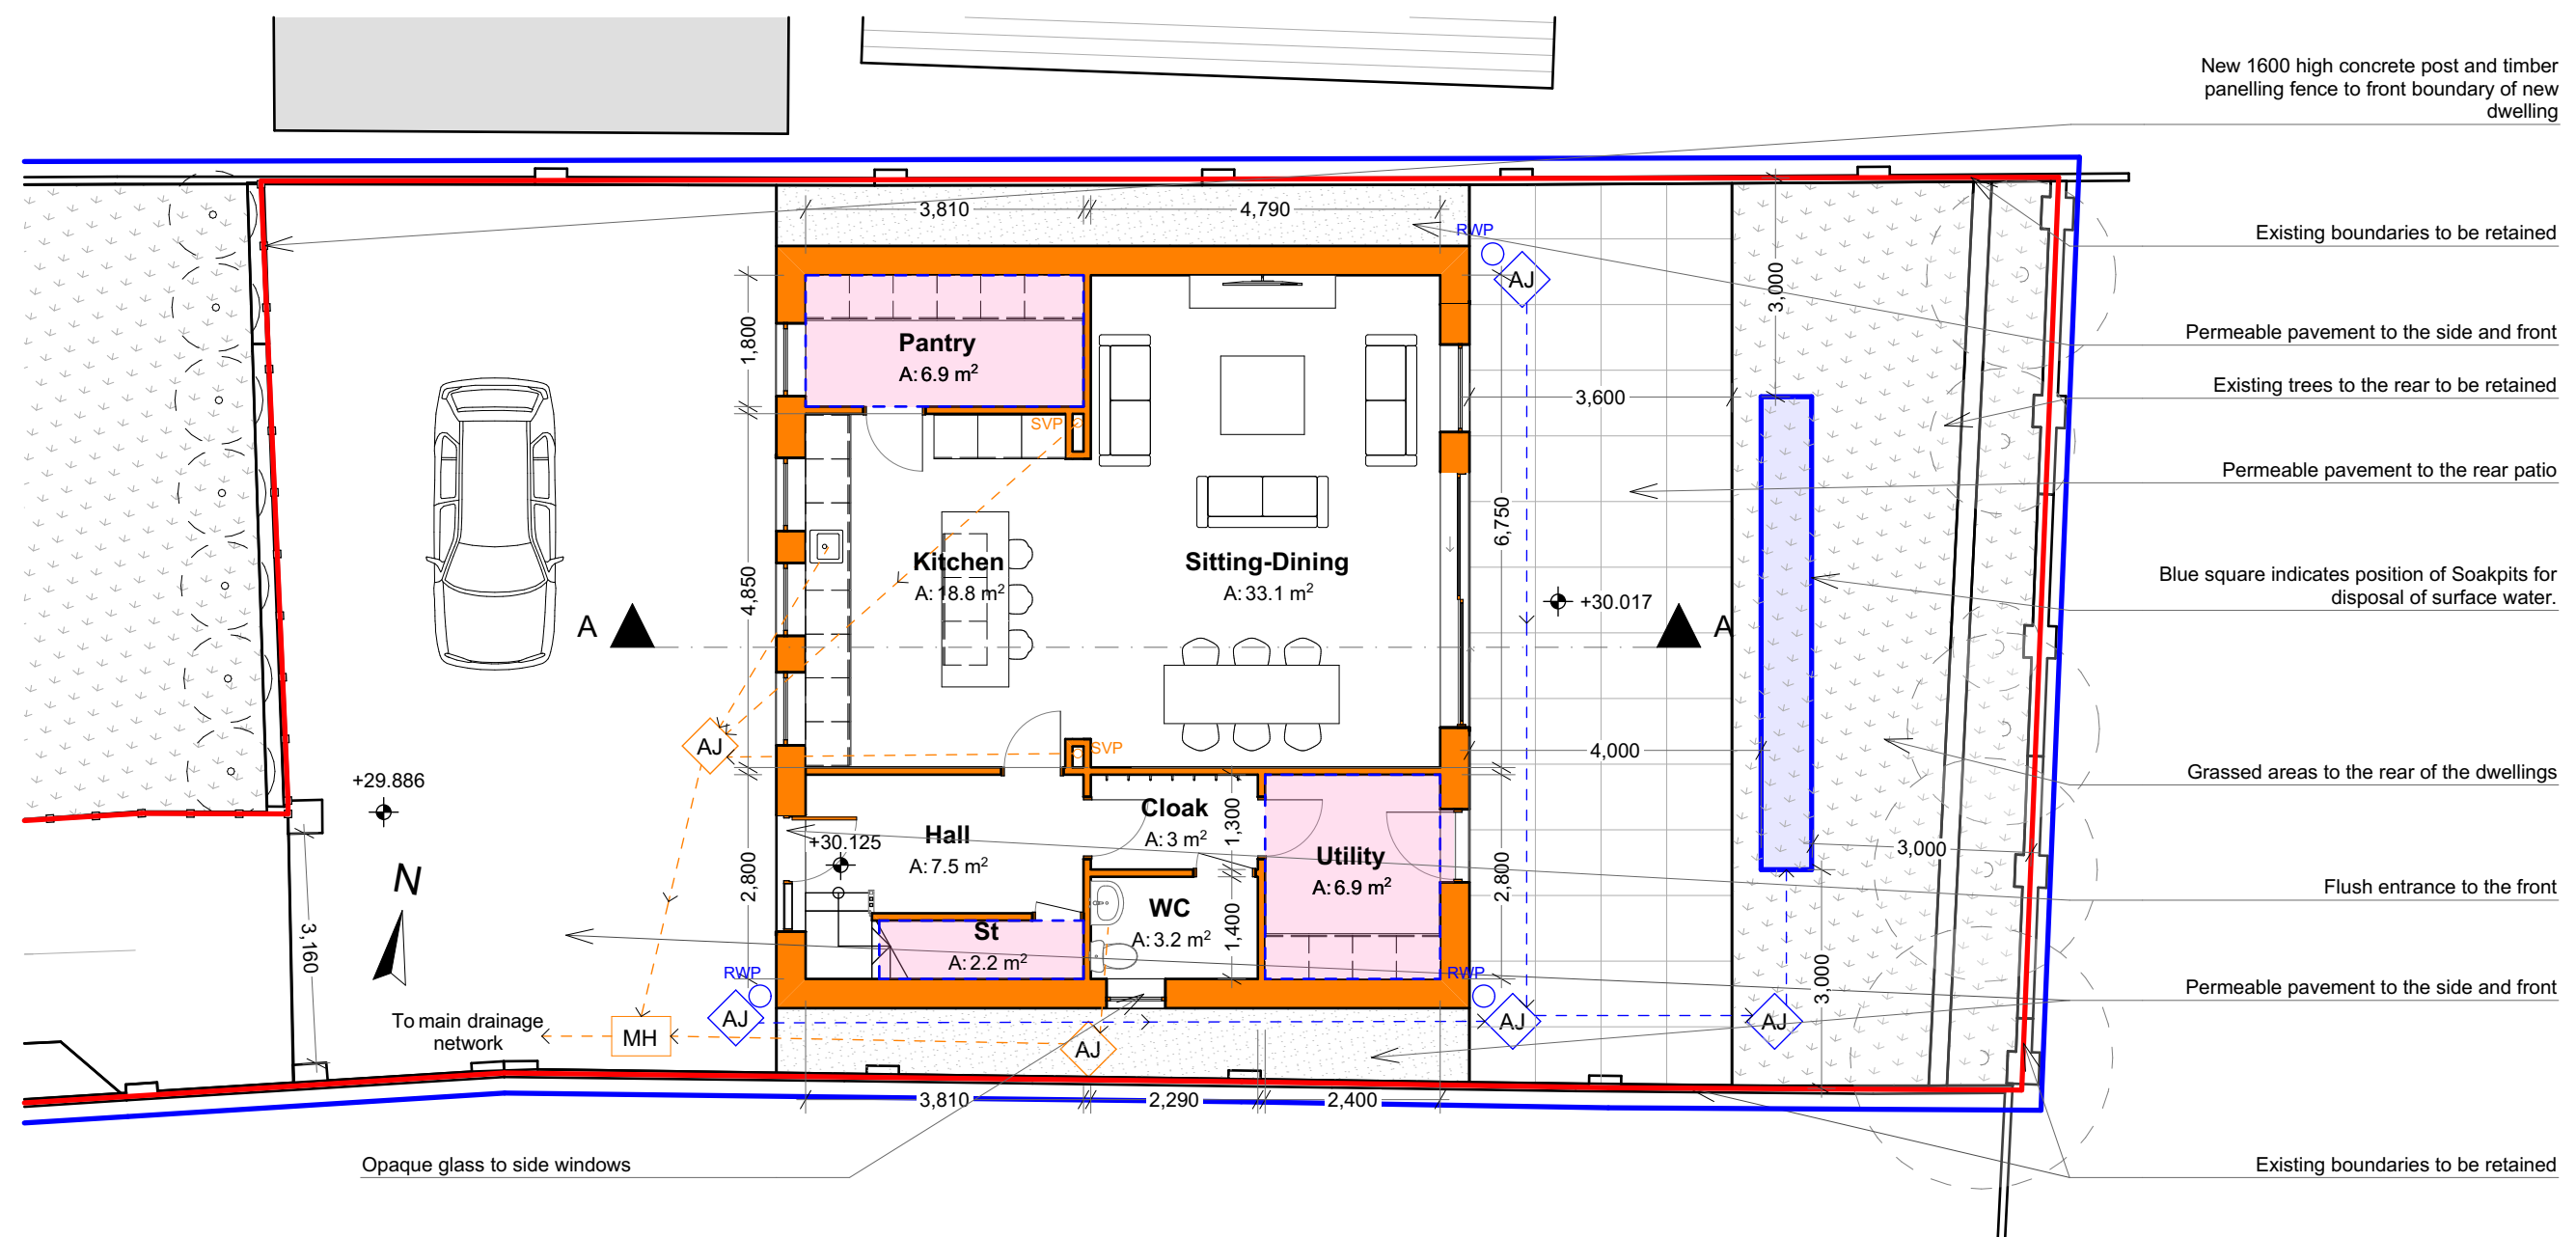 New 1600 high concrete post and timber
panelling fence to front boundary of new
dwelling
Existing boundaries to be retained
Permeable pavement to the side and front
Existing trees to the rear to be retained
Permeable pavement to the rear patio
Blue square indicates position of Soakpits for
disposal of surface water.
Grassed areas to the rear of the dwellings
Flush entrance to the front
Permeable pavement to the side and front
Existing boundaries to be retained
3,810
4,790
RWP
AJ
3,000
1,800
Pantry
A: 6.9 m²
SVP
3,600
6,750
4,850
Kitchen
A: 18.8 m²
Sitting-Dining
A: 33.1 m²
+30.017
A
A
AJ
SVP
4,000
+29.886
Cloak
A: 3 m²
1,300
+30.125
Hall
A: 7.5 m²
Utility
A: 6.9 m²
3,000
2,800
2,800
N
WC
A: 3.2 m²
1,400
St
A: 2.2 m²
3,160
RWP
RWP
3,000
To main drainage
network
MH
AJ
AJ
AJ
AJ
3,810
2,290
2,400
Opaque glass to side windows